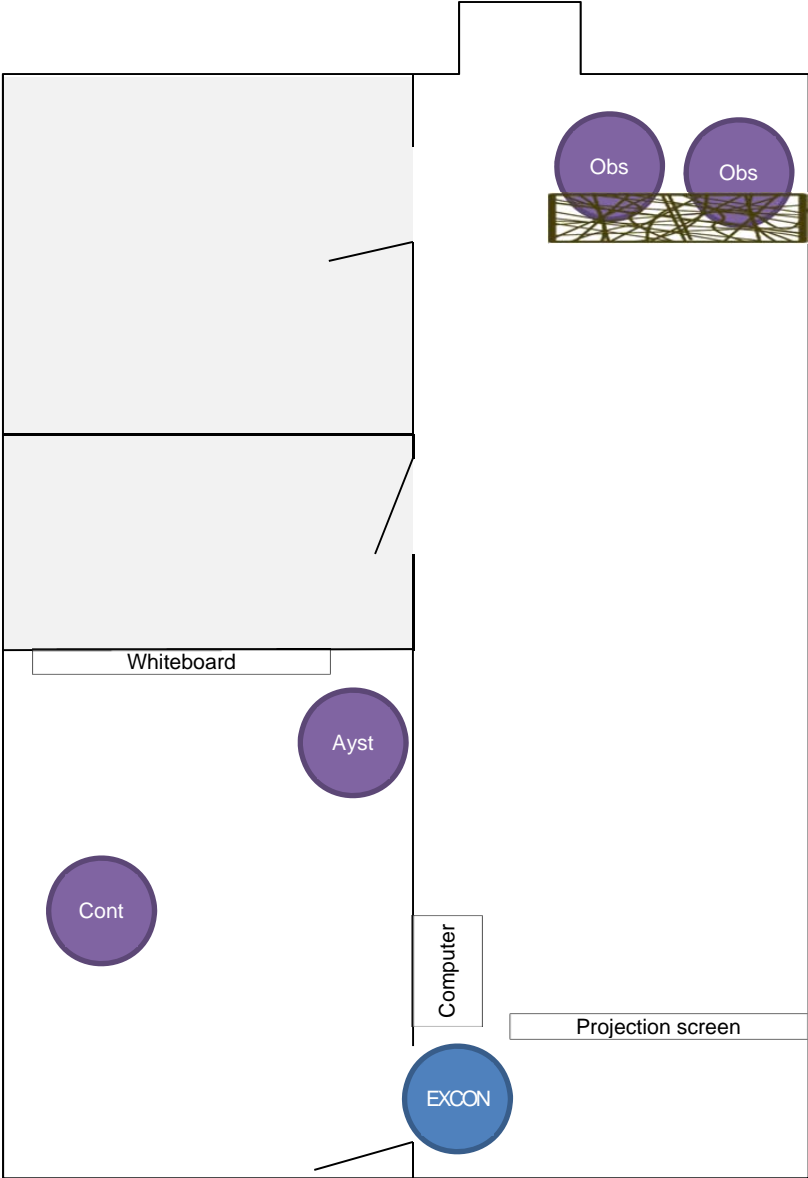 Obs
Obs
Whiteboard
Ayst
Cont
Computer
Projection screen
EXCON